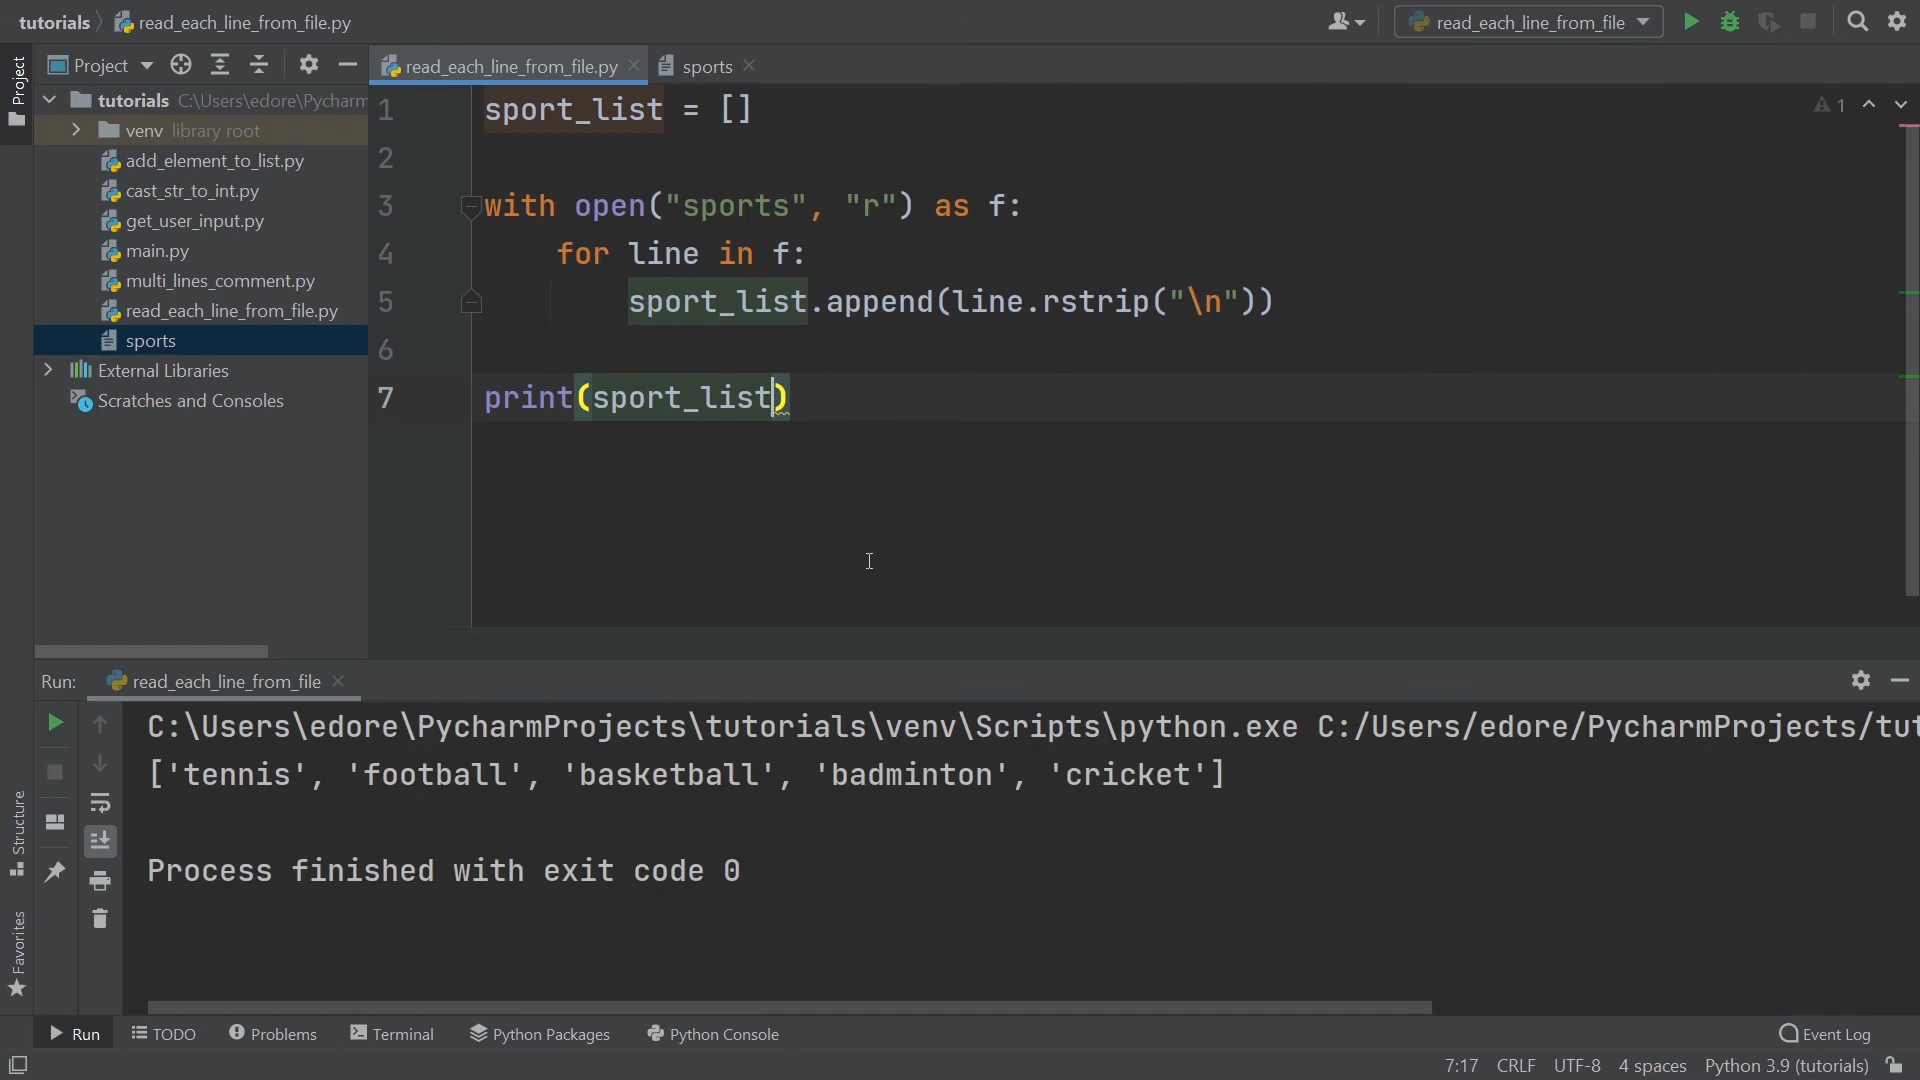 tutorials read_each_line_from_file.py
read_each_line_from_file
Project
Project
read_each_line_from_file.py
sports
tutorials C:\Users\edore\Pycharm
venv library root
add_element_to_list.py
cast_str_to_int.py
get_user_input.py
main.py
multi_lines_comment.py
read_each_line_from_file.py
sports
External Libraries
Scratches and Consoles
1 sport_list = []
2
3 with open("sports", "r") as f:
4 for line in f:
5 sport_list.append(line.rstrip("\n"))
6
7 print(sport_list)
1
Run: read_each_line_from_file
C:\Users\edore\PycharmProjects\tutorials\venv\Scripts\python.exe C:/Users/edore/PycharmProjects/tut
['tennis', 'football', 'basketball', 'badminton', 'cricket']
Process finished with exit code 0
Structure
Favorites
Run TODO Problems Terminal Python Packages Python Console Event Log
7:17 CRLF UTF-8 4 spaces Python 3.9 (tutorials)